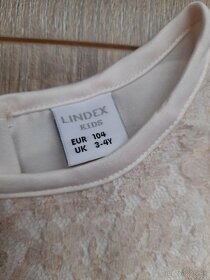 LINDEX
KIDS
EUR 104
UK 3-4Y